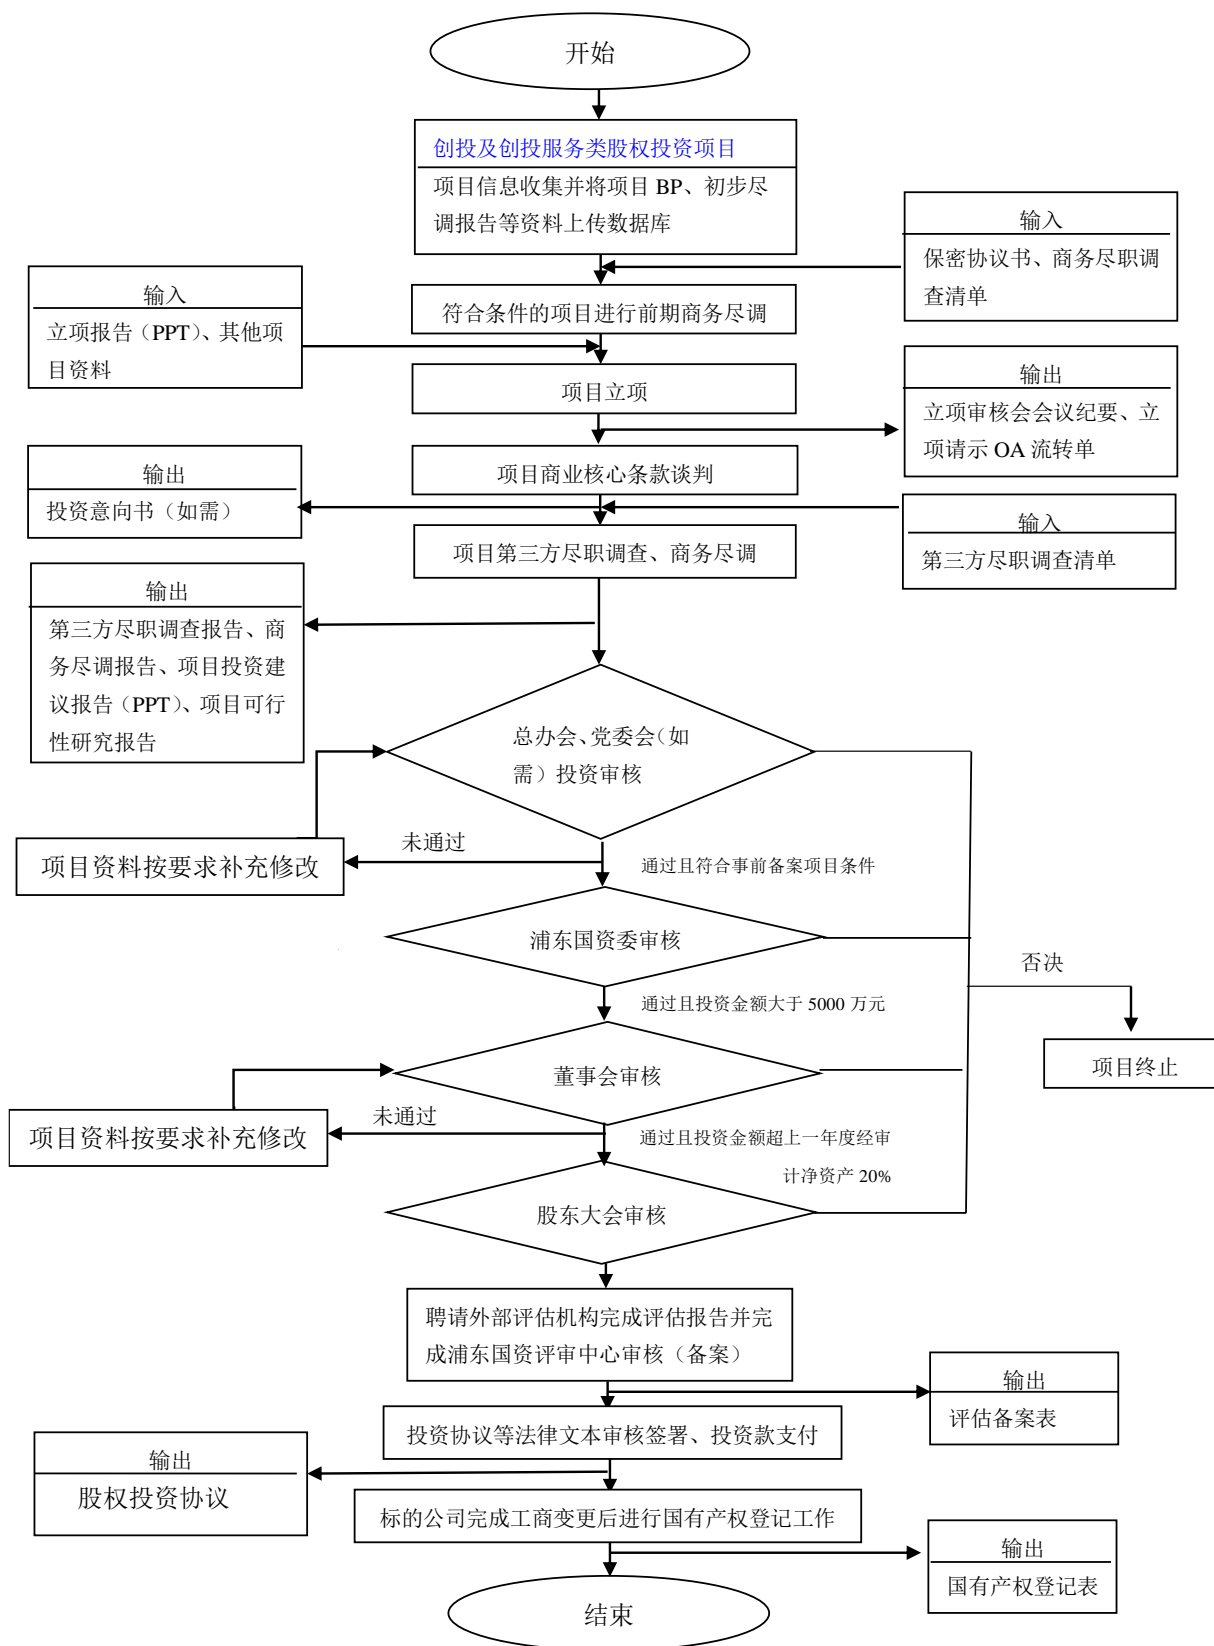 开始
创投及创投服务类股权投资项目
项目信息收集并将项目 BP、初步尽
调报告等资料上传数据库
输入
保密协议书、商务尽职调
查清单
输入
立项报告（PPT）、其他项
目资料
符合条件的项目进行前期商务尽调
项目立项
输出
立项审核会会议纪要、立
项请示 OA 流转单
项目商业核心条款谈判
输出
投资意向书（如需）
输入
第三方尽职调查清单
项目第三方尽职调查、商务尽调
输出
第三方尽职调查报告、商
务尽调报告、项目投资建
议报告（PPT）、项目可行
性研究报告
总办会、党委会（如
需）投资审核
未通过
项目资料按要求补充修改
通过且符合事前备案项目条件
浦东国资委审核
否决
通过且投资金额大于 5000 万元
项目终止
董事会审核
未通过
项目资料按要求补充修改
通过且投资金额超上一年度经审
计净资产 20%
股东大会审核
聘请外部评估机构完成评估报告并完
成浦东国资评审中心审核（备案）
输出
评估备案表
投资协议等法律文本审核签署、投资款支付
输出
股权投资协议
标的公司完成工商变更后进行国有产权登记工作
输出
国有产权登记表
结束